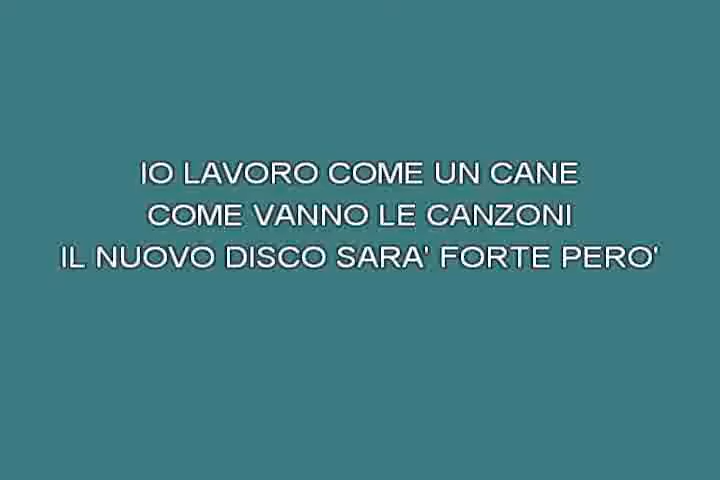 IO LAVORO COME UN CANE
COME VANNO LE CANZONI
IL NUOVO DISCO SARA' FORTE PERO'